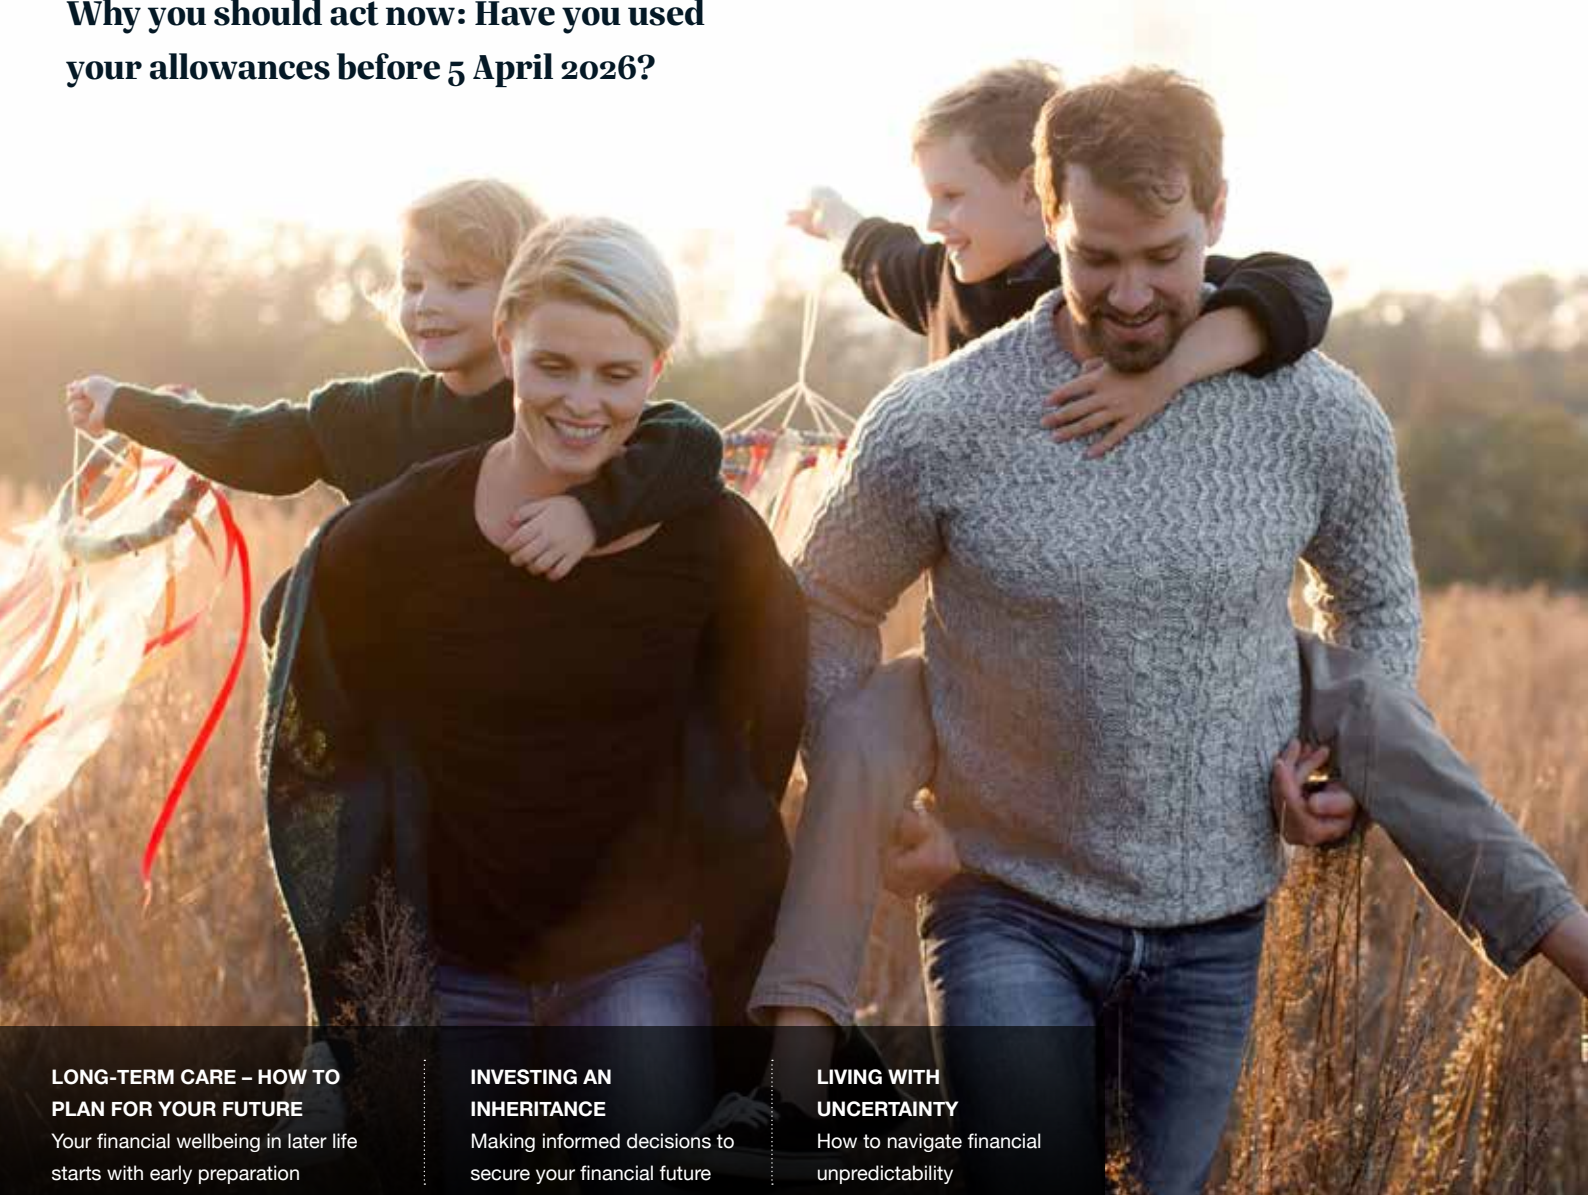 Why you should act now: Have you used
your allowances before 5 April 2026?
LONG-TERM CARE – HOW TO
PLAN FOR YOUR FUTURE
Your financial wellbeing in later life
starts with early preparation
INVESTING AN
INHERITANCE
Making informed decisions to
secure your financial future
LIVING WITH
UNCERTAINTY
How to navigate financial
unpredictability